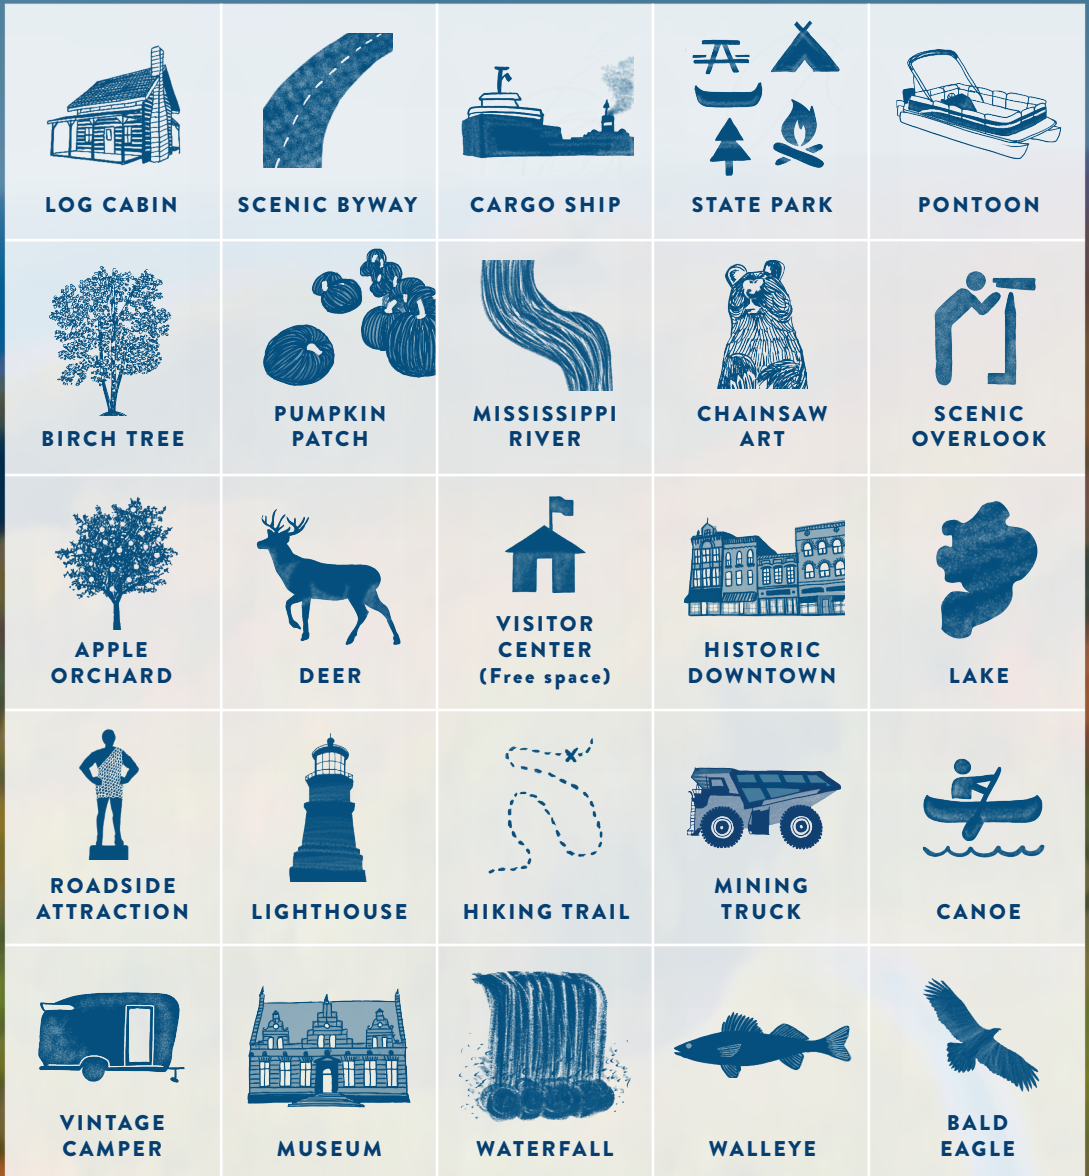 LOG CABIN
SCENIC BYWAY
CARGO SHIP
STATE PARK
PONTOON
BIRCH TREE
PUMPKIN
PATCH
MISSISSIPPI
RIVER
CHAINSAW
ART
SCENIC
OVERLOOK
APPLE
ORCHARD
DEER
VISITOR
CENTER
(Free space)
HISTORIC
DOWNTOWN
LAKE
ROADSIDE
ATTRACTION
LIGHTHOUSE
HIKING TRAIL
MINING
TRUCK
CANOE
VINTAGE
CAMPER
MUSEUM
WATERFALL
WALLEYE
BALD
EAGLE